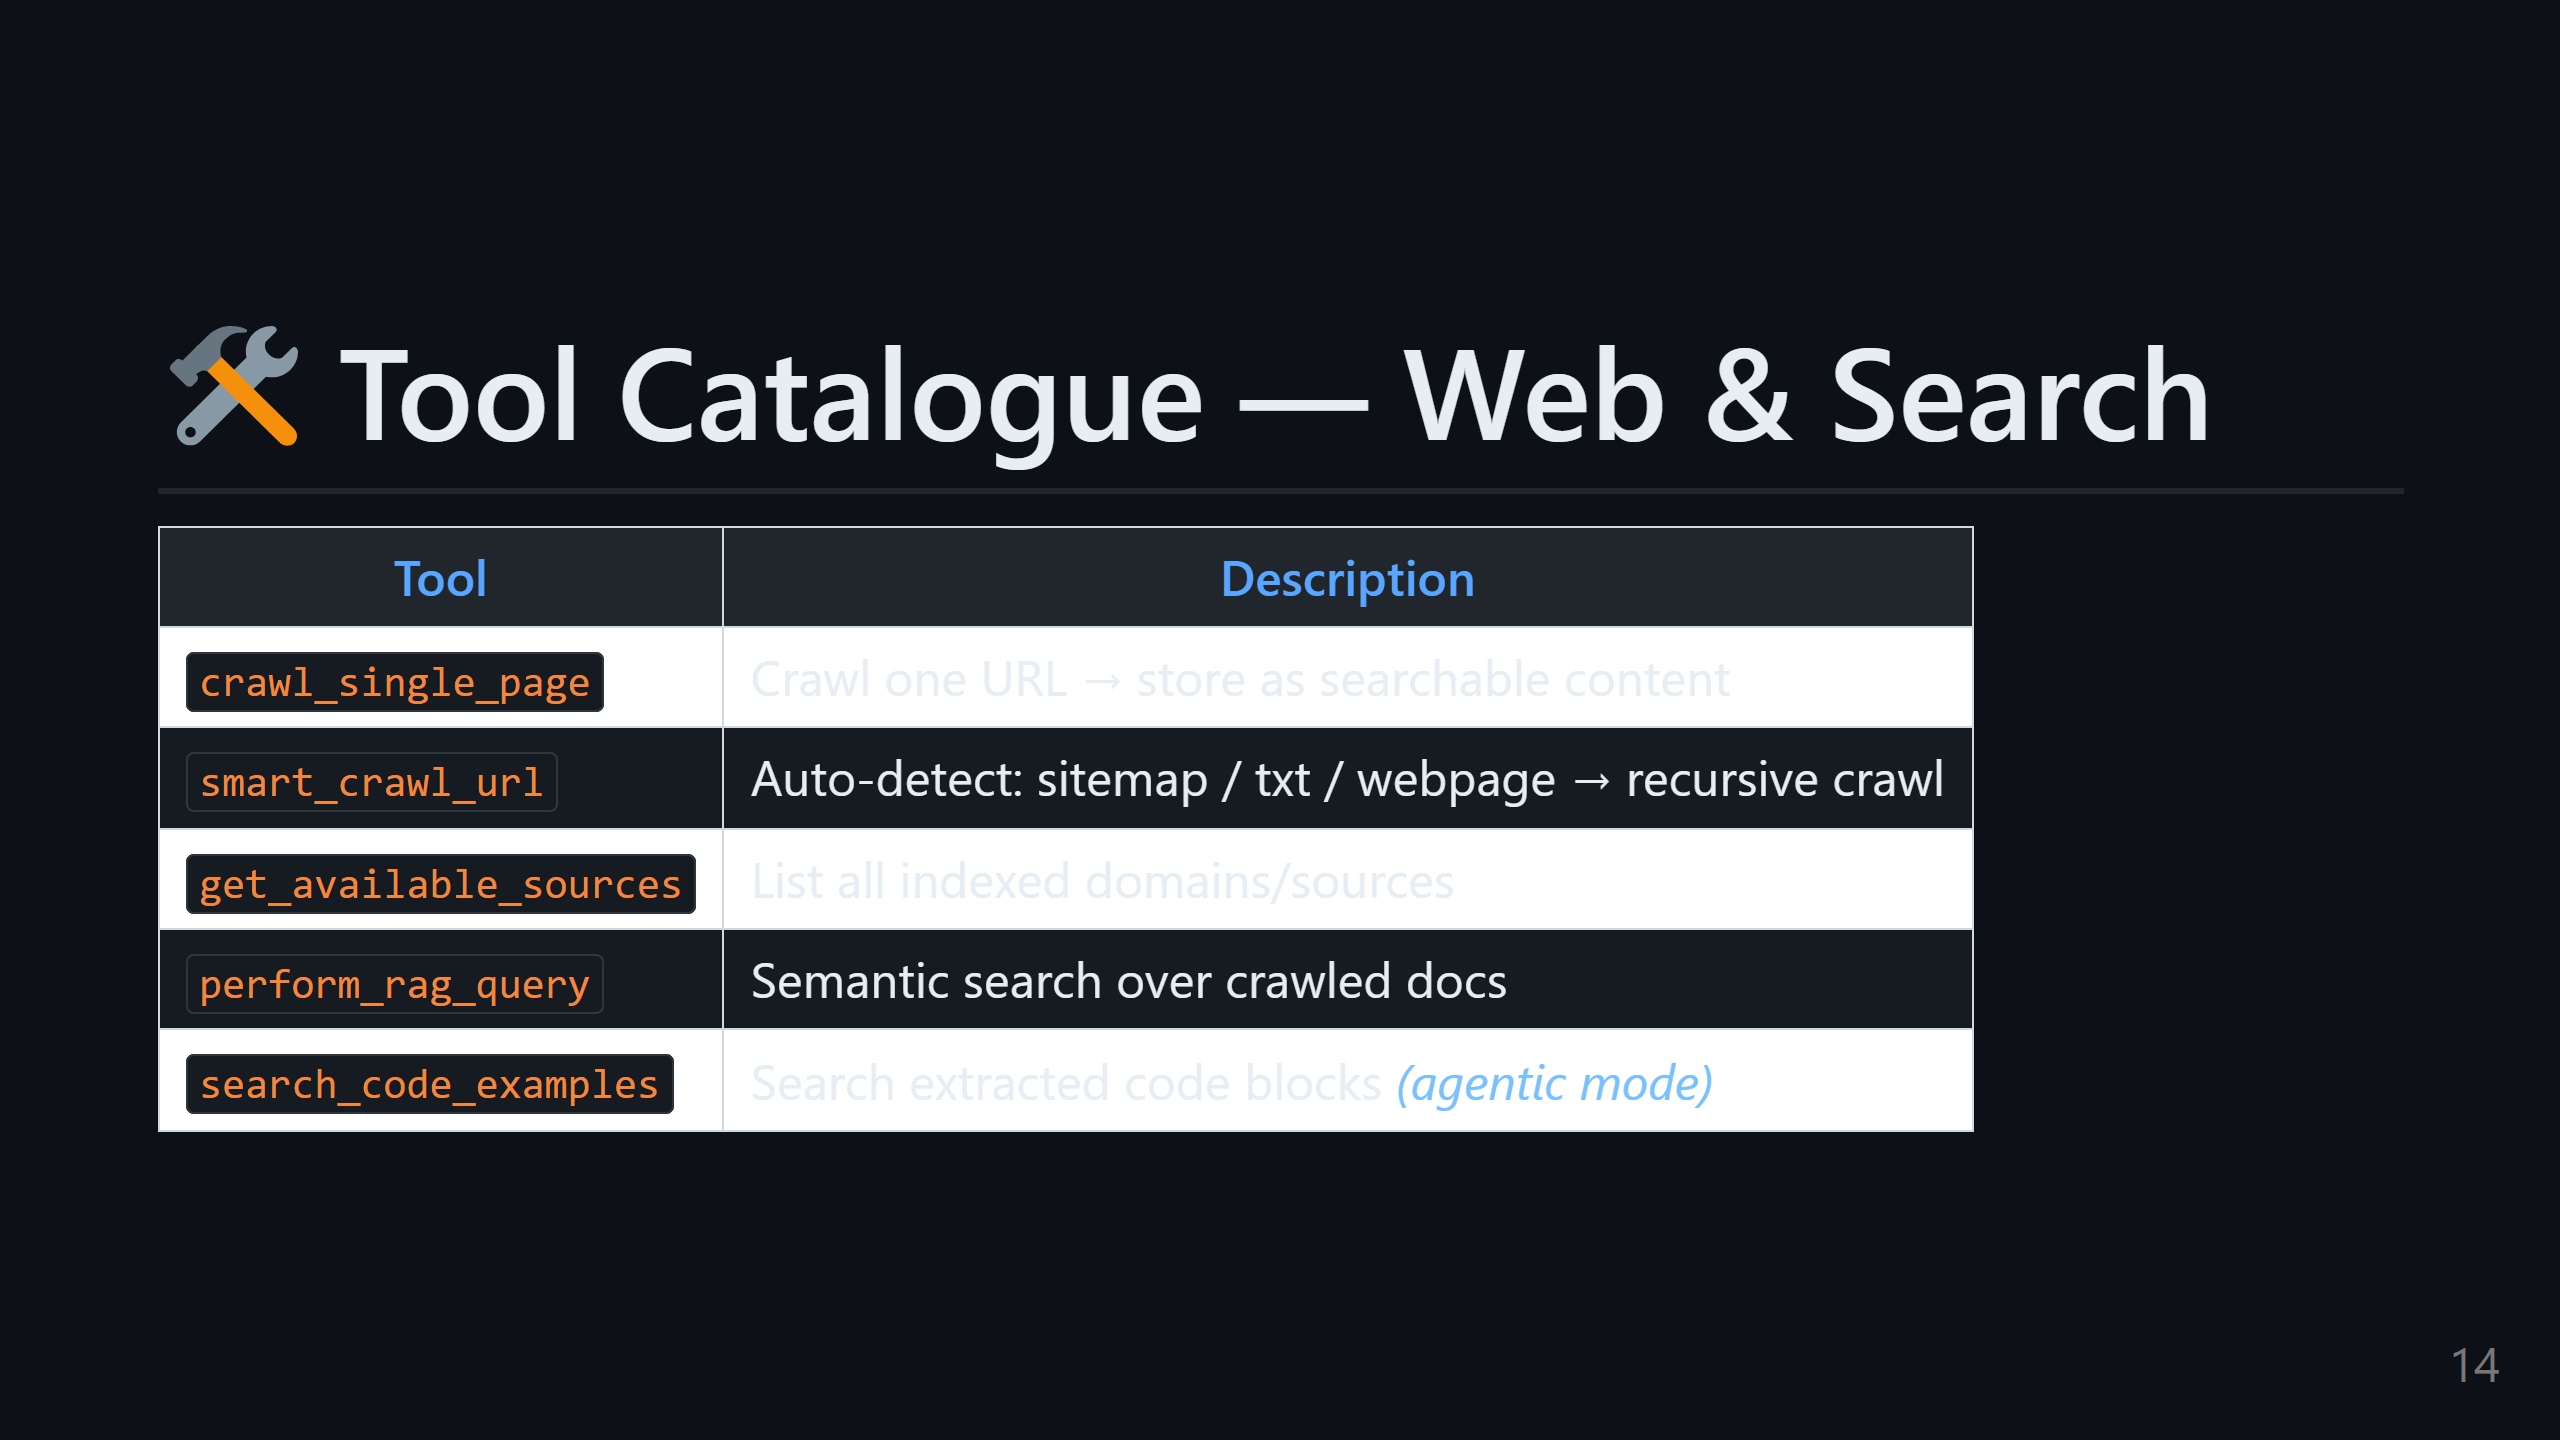 Tool Catalogue — Web & Search
Tool Description
crawl_single_page Crawl one URL → store as searchable content
smart_crawl_url Auto-detect: sitemap / txt / webpage → recursive crawl
get_available_sources List all indexed domains/sources
perform_rag_query Semantic search over crawled docs
search_code_examples Search extracted code blocks (agentic mode)
14